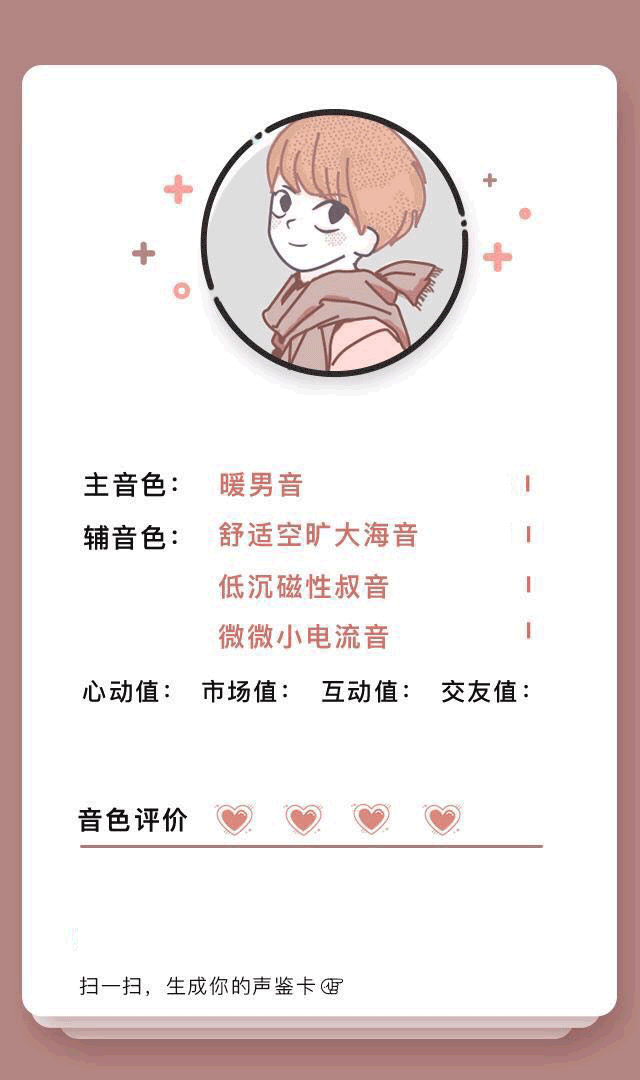 主音色： 暖男音
辅音色： 舒适空旷大海音
低沉磁性叔音
微微小电流音
心动值： 市场值： 互动值： 交友值：
音色评价
扫一扫，生成你的声鉴卡